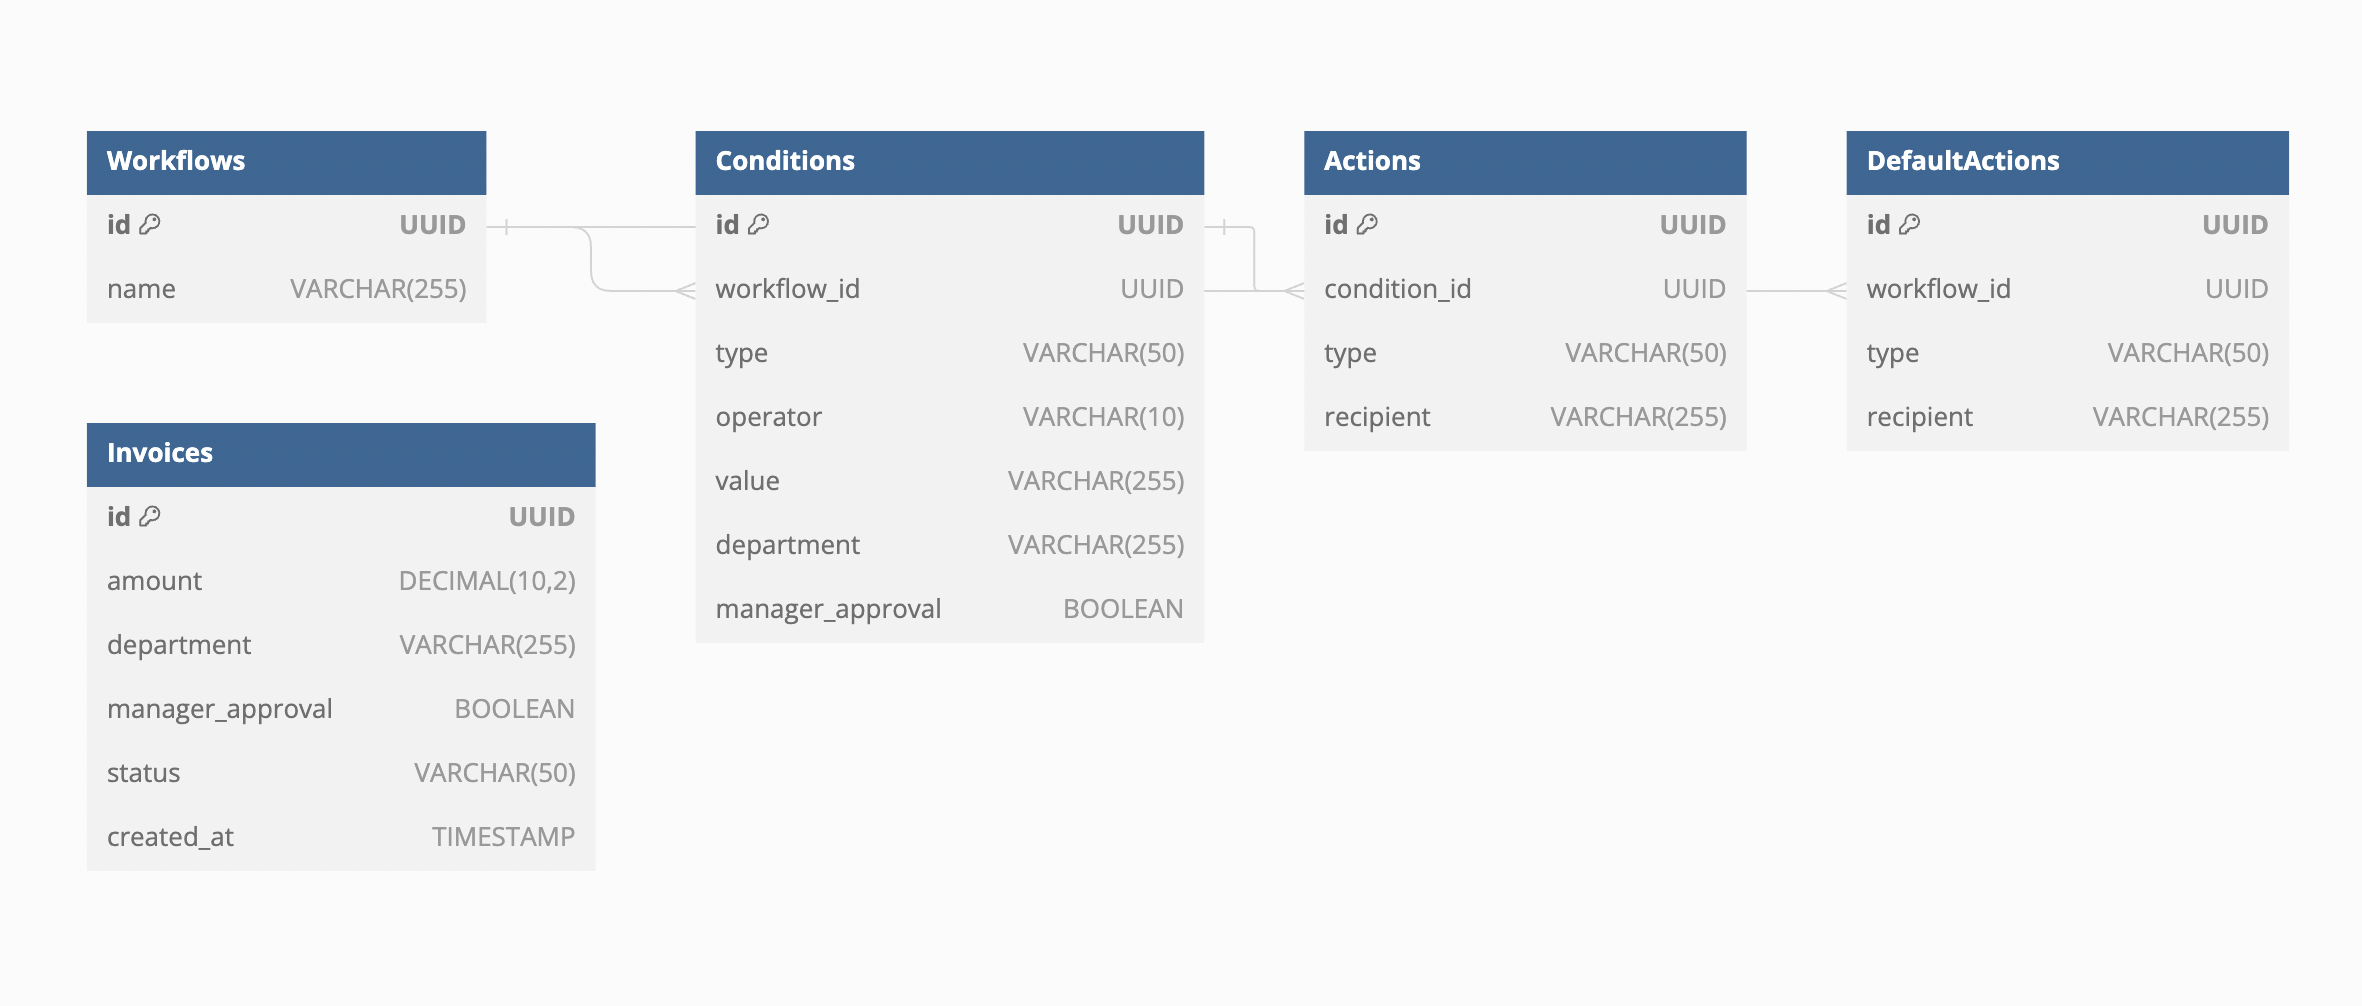 Workflows
id UUID
name VARCHAR(255)
Invoices
id UUID
amount DECIMAL(10,2)
department VARCHAR(255)
manager_approval BOOLEAN
status VARCHAR(50)
created_at TIMESTAMP
Conditions
id UUID
workflow_id UUID
type VARCHAR(50)
operator VARCHAR(10)
value VARCHAR(255)
department VARCHAR(255)
manager_approval BOOLEAN
Actions
id UUID
condition_id UUID
type VARCHAR(50)
recipient VARCHAR(255)
DefaultActions
id UUID
workflow_id UUID
type VARCHAR(50)
recipient VARCHAR(255)